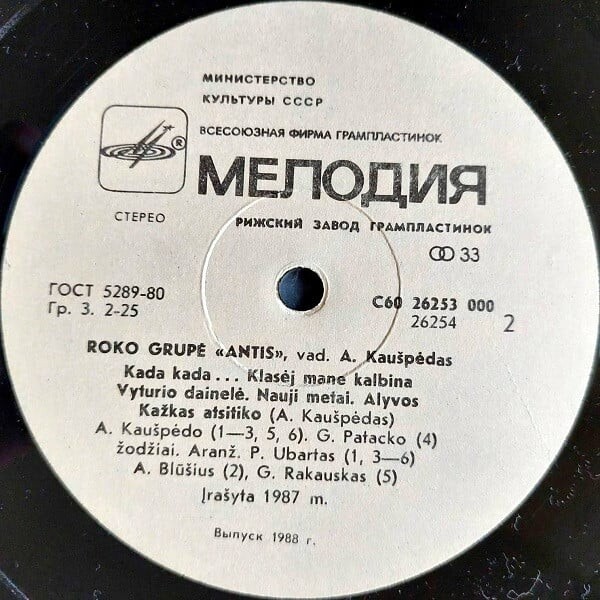 МИНИСТЕРСТВО
КУЛЬТУРЫ СССР
ВСЕСОЮЗНАЯ ФИРМА ГРАМПЛАСТИНОК
®
МЕЛОДИЯ
СТЕРЕО
РИЖСКИЙ ЗАВОД ГРАМПЛАСТИНОК
33
ГОСТ 5289-80
Гр. 3. 2-25
С60 26253 000
26254
2
ROKO GRUPĖ «ANTIS», vad. A. Kaušpėdas
Kada kada... Klasėj mane kalbina
Vyturio dainelė. Nauji metai. Alyvos
Kažkas atsitiko (A. Kaušpėdas)
A. Kaušpėdo (1—3, 5, 6). G. Patacko (4)
žodžiai. Aranž. P. Ubartas (1, 3—6)
A. Blūšius (2), G. Rakauskas (5)
Įrašyta 1987 m.
Выпуск 1988 г.